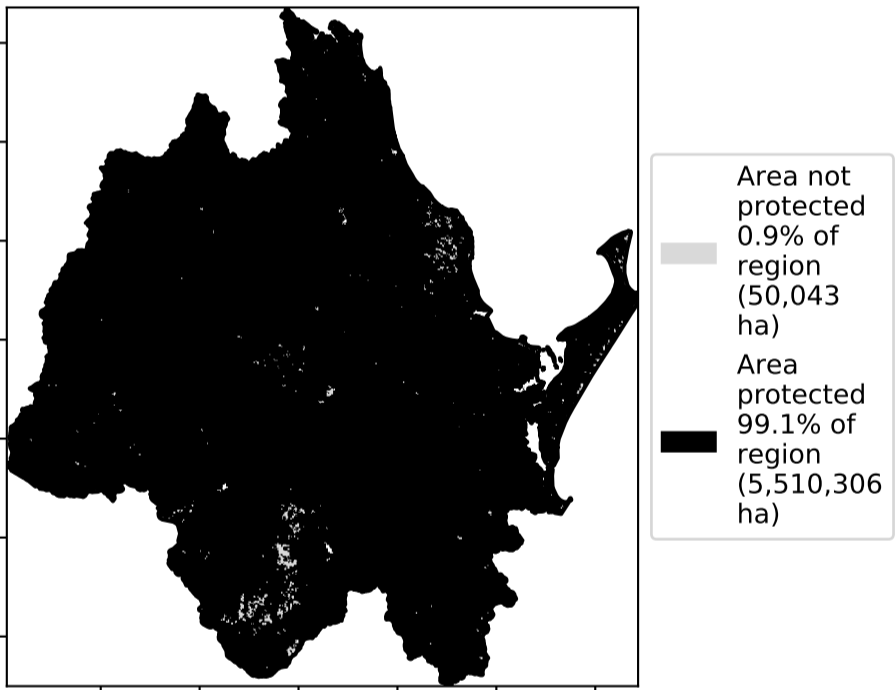 Area not
protected
0.9% of
region
(50,043
ha)
Area
protected
99.1% of
region
(5,510,306
ha)